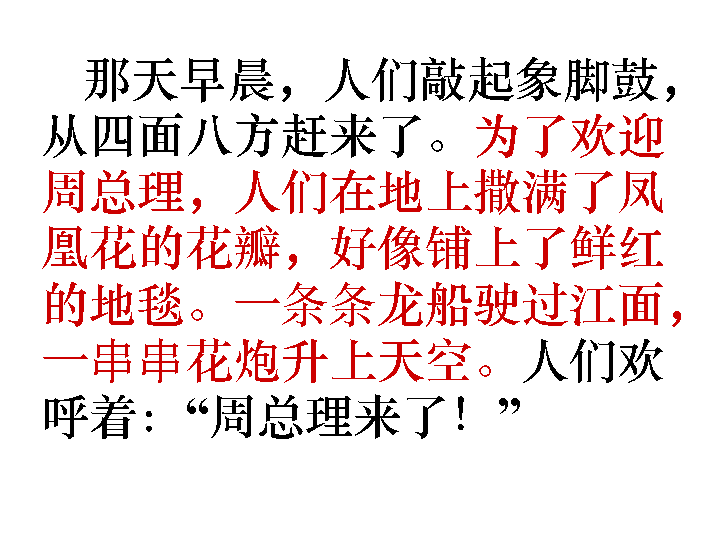 那天早晨，人们敲起象脚鼓，
从四面八方赶来了。为了欢迎
周总理，人们在地上撒满了凤
凰花的花瓣，好像铺上了鲜红
的地毯。一条条龙船驶过江面，
一串串花炮升上天空。人们欢
呼着：“周总理来了！”